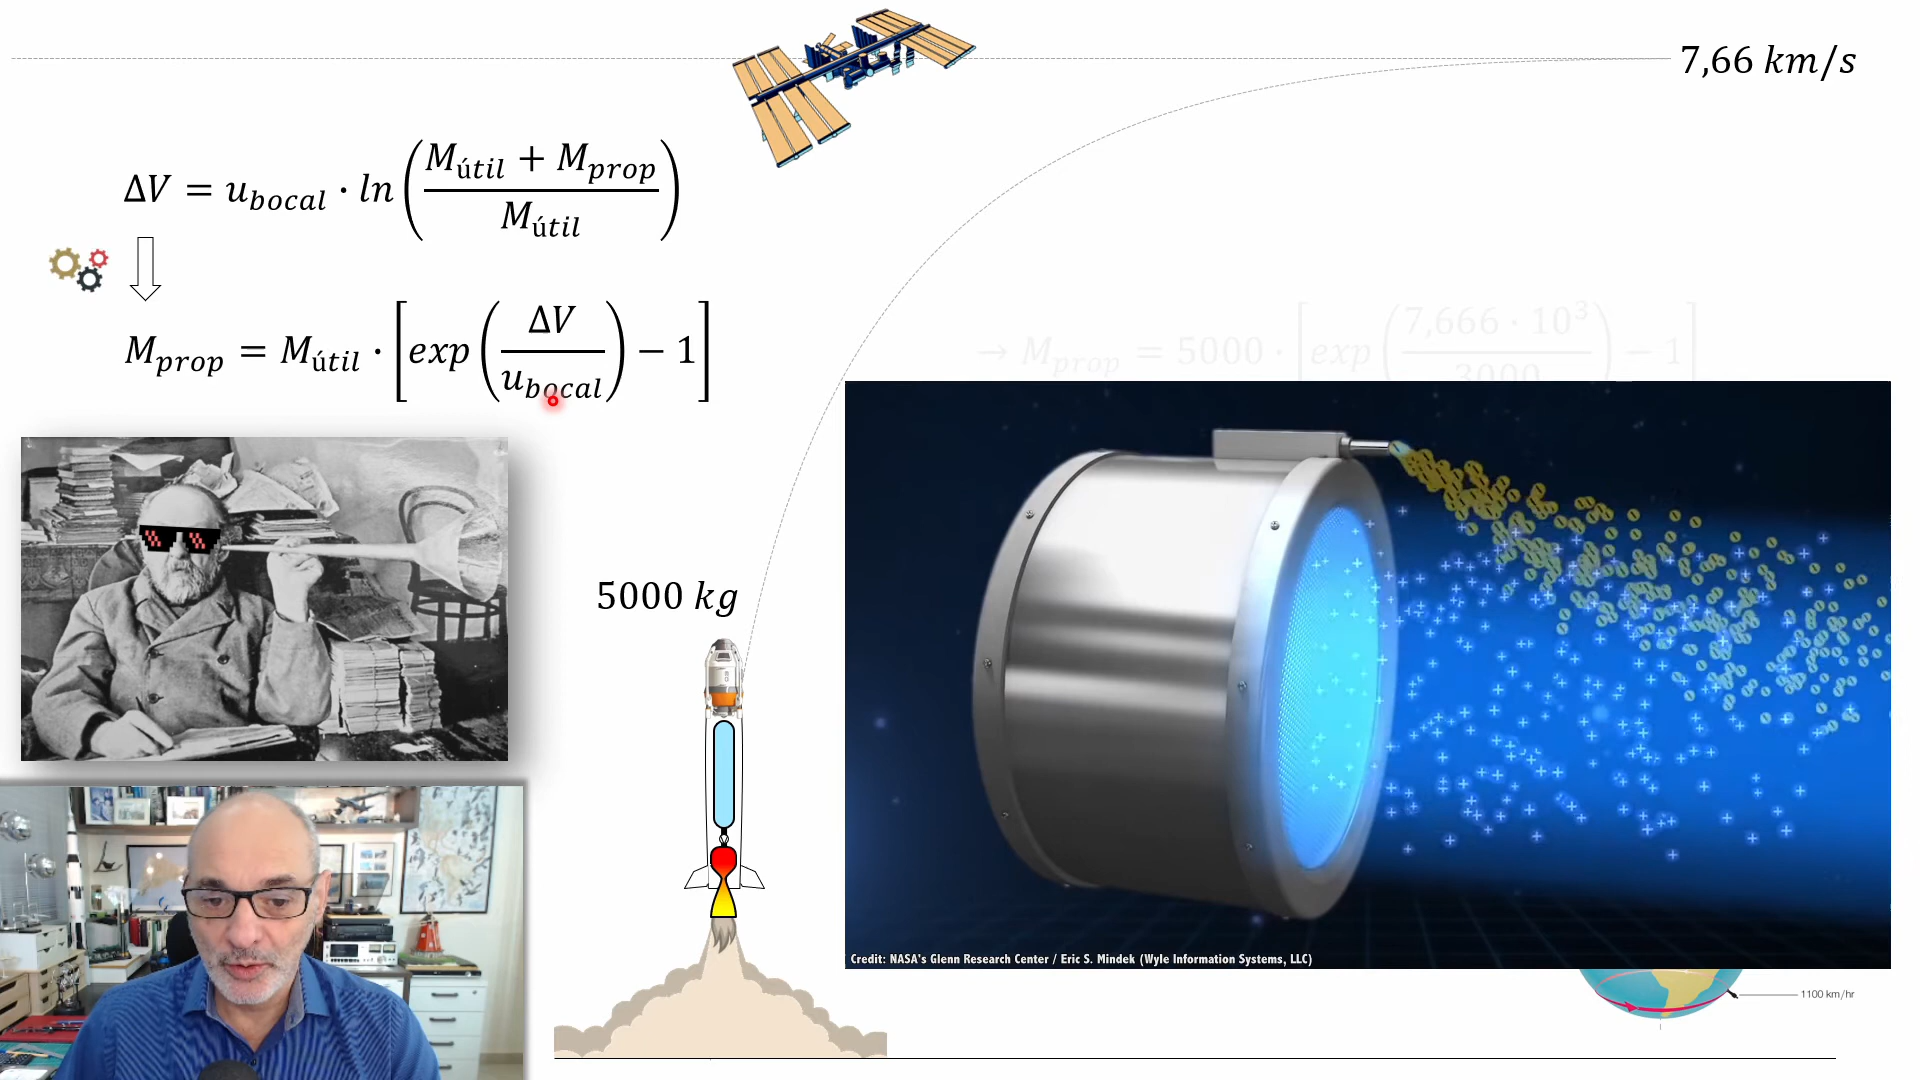 7,66 km/s
ΔV = u_bocal · ln((M_útil + M_prop)/M_útil)
M_prop = M_útil · [exp(ΔV/u_bocal) − 1]
→ M_prop = 5000 · [exp(7,666 · 10³/3000) − 1]
5000 kg
Credit: NASA's Glenn Research Center / Eric S. Mindek (Wyle Information Systems, LLC)
1100 km/hr